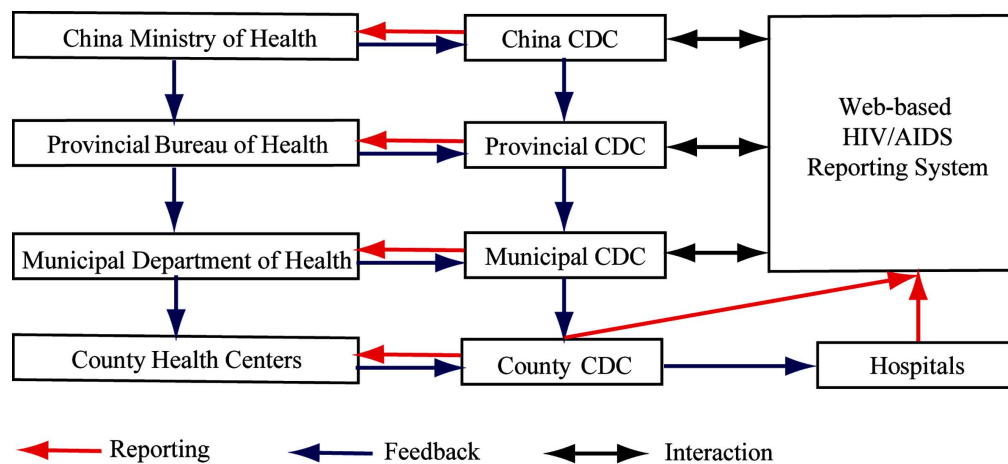 China Ministry of Health
China CDC
Web-based
HIV/AIDS
Reporting System
Provincial Bureau of Health
Provincial CDC
Municipal Department of Health
Municipal CDC
County Health Centers
County CDC
Hospitals
Reporting
Feedback
Interaction